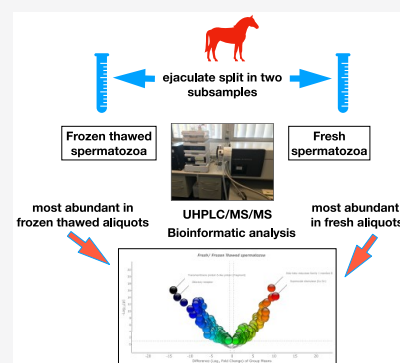 ejaculate split in two
subsamples
Frozen thawed
spermatozoa
Fresh
spermatozoa
UHPLC/MS/MS
Bioinformatic analysis
most abundant in
frozen thawed aliquots
most abundant
in fresh aliquots
Fresh / Frozen thawed spermatozoa